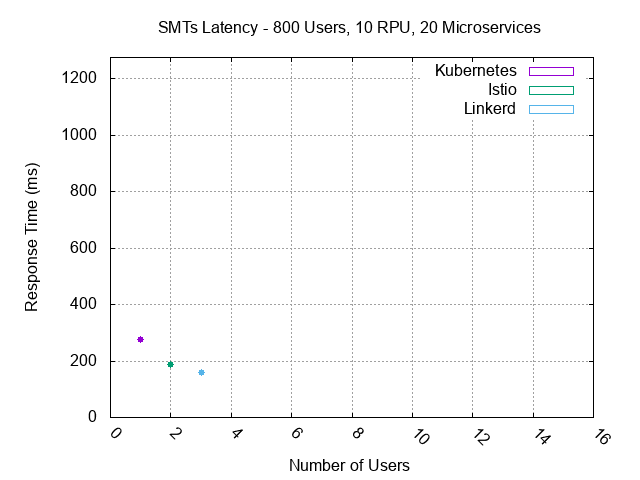 SMTs Latency - 800 Users, 10 RPU, 20 Microservices
Kubernetes
Istio
Linkerd
1200
1000
800
600
400
200
0
Response Time (ms)
0 2 4 6 8 10 12 14 16
Number of Users